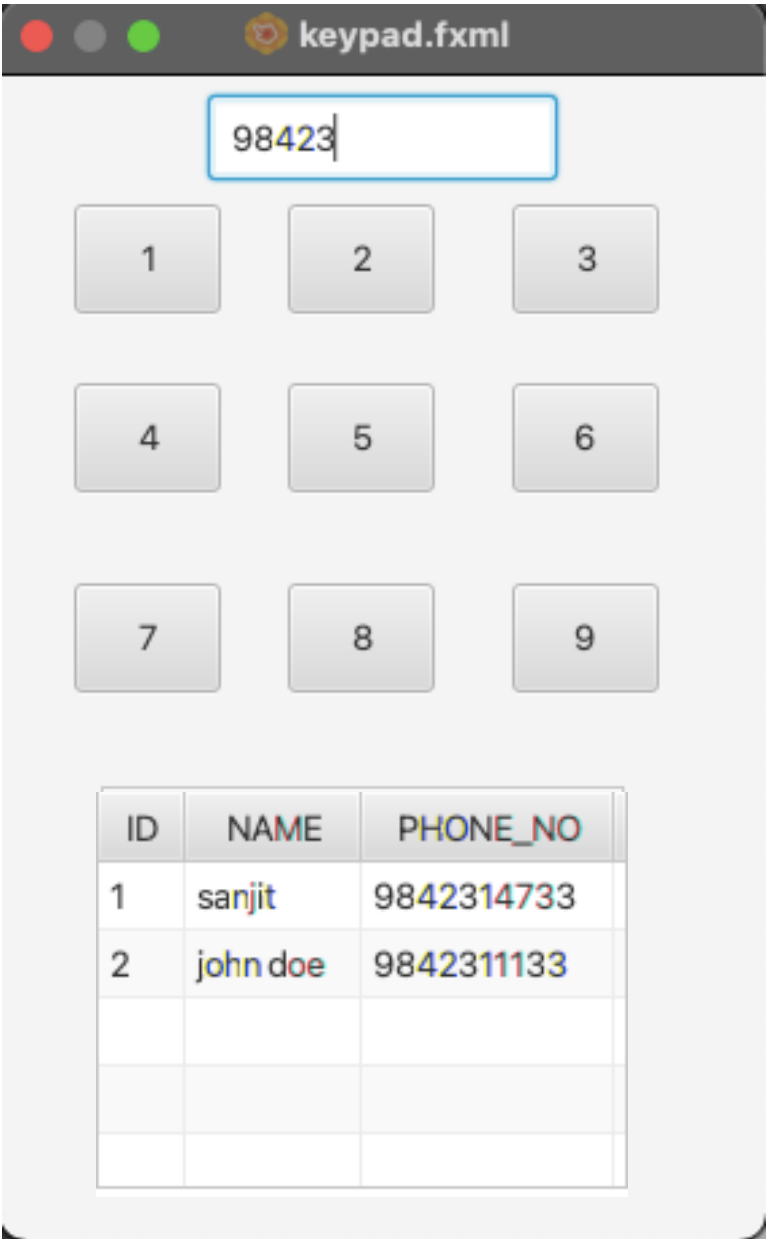 keypad.fxml
98423
1 2 3
4 5 6
7 8 9
ID NAME PHONE_NO
1 sanjit 9842314733
2 john doe 9842311133